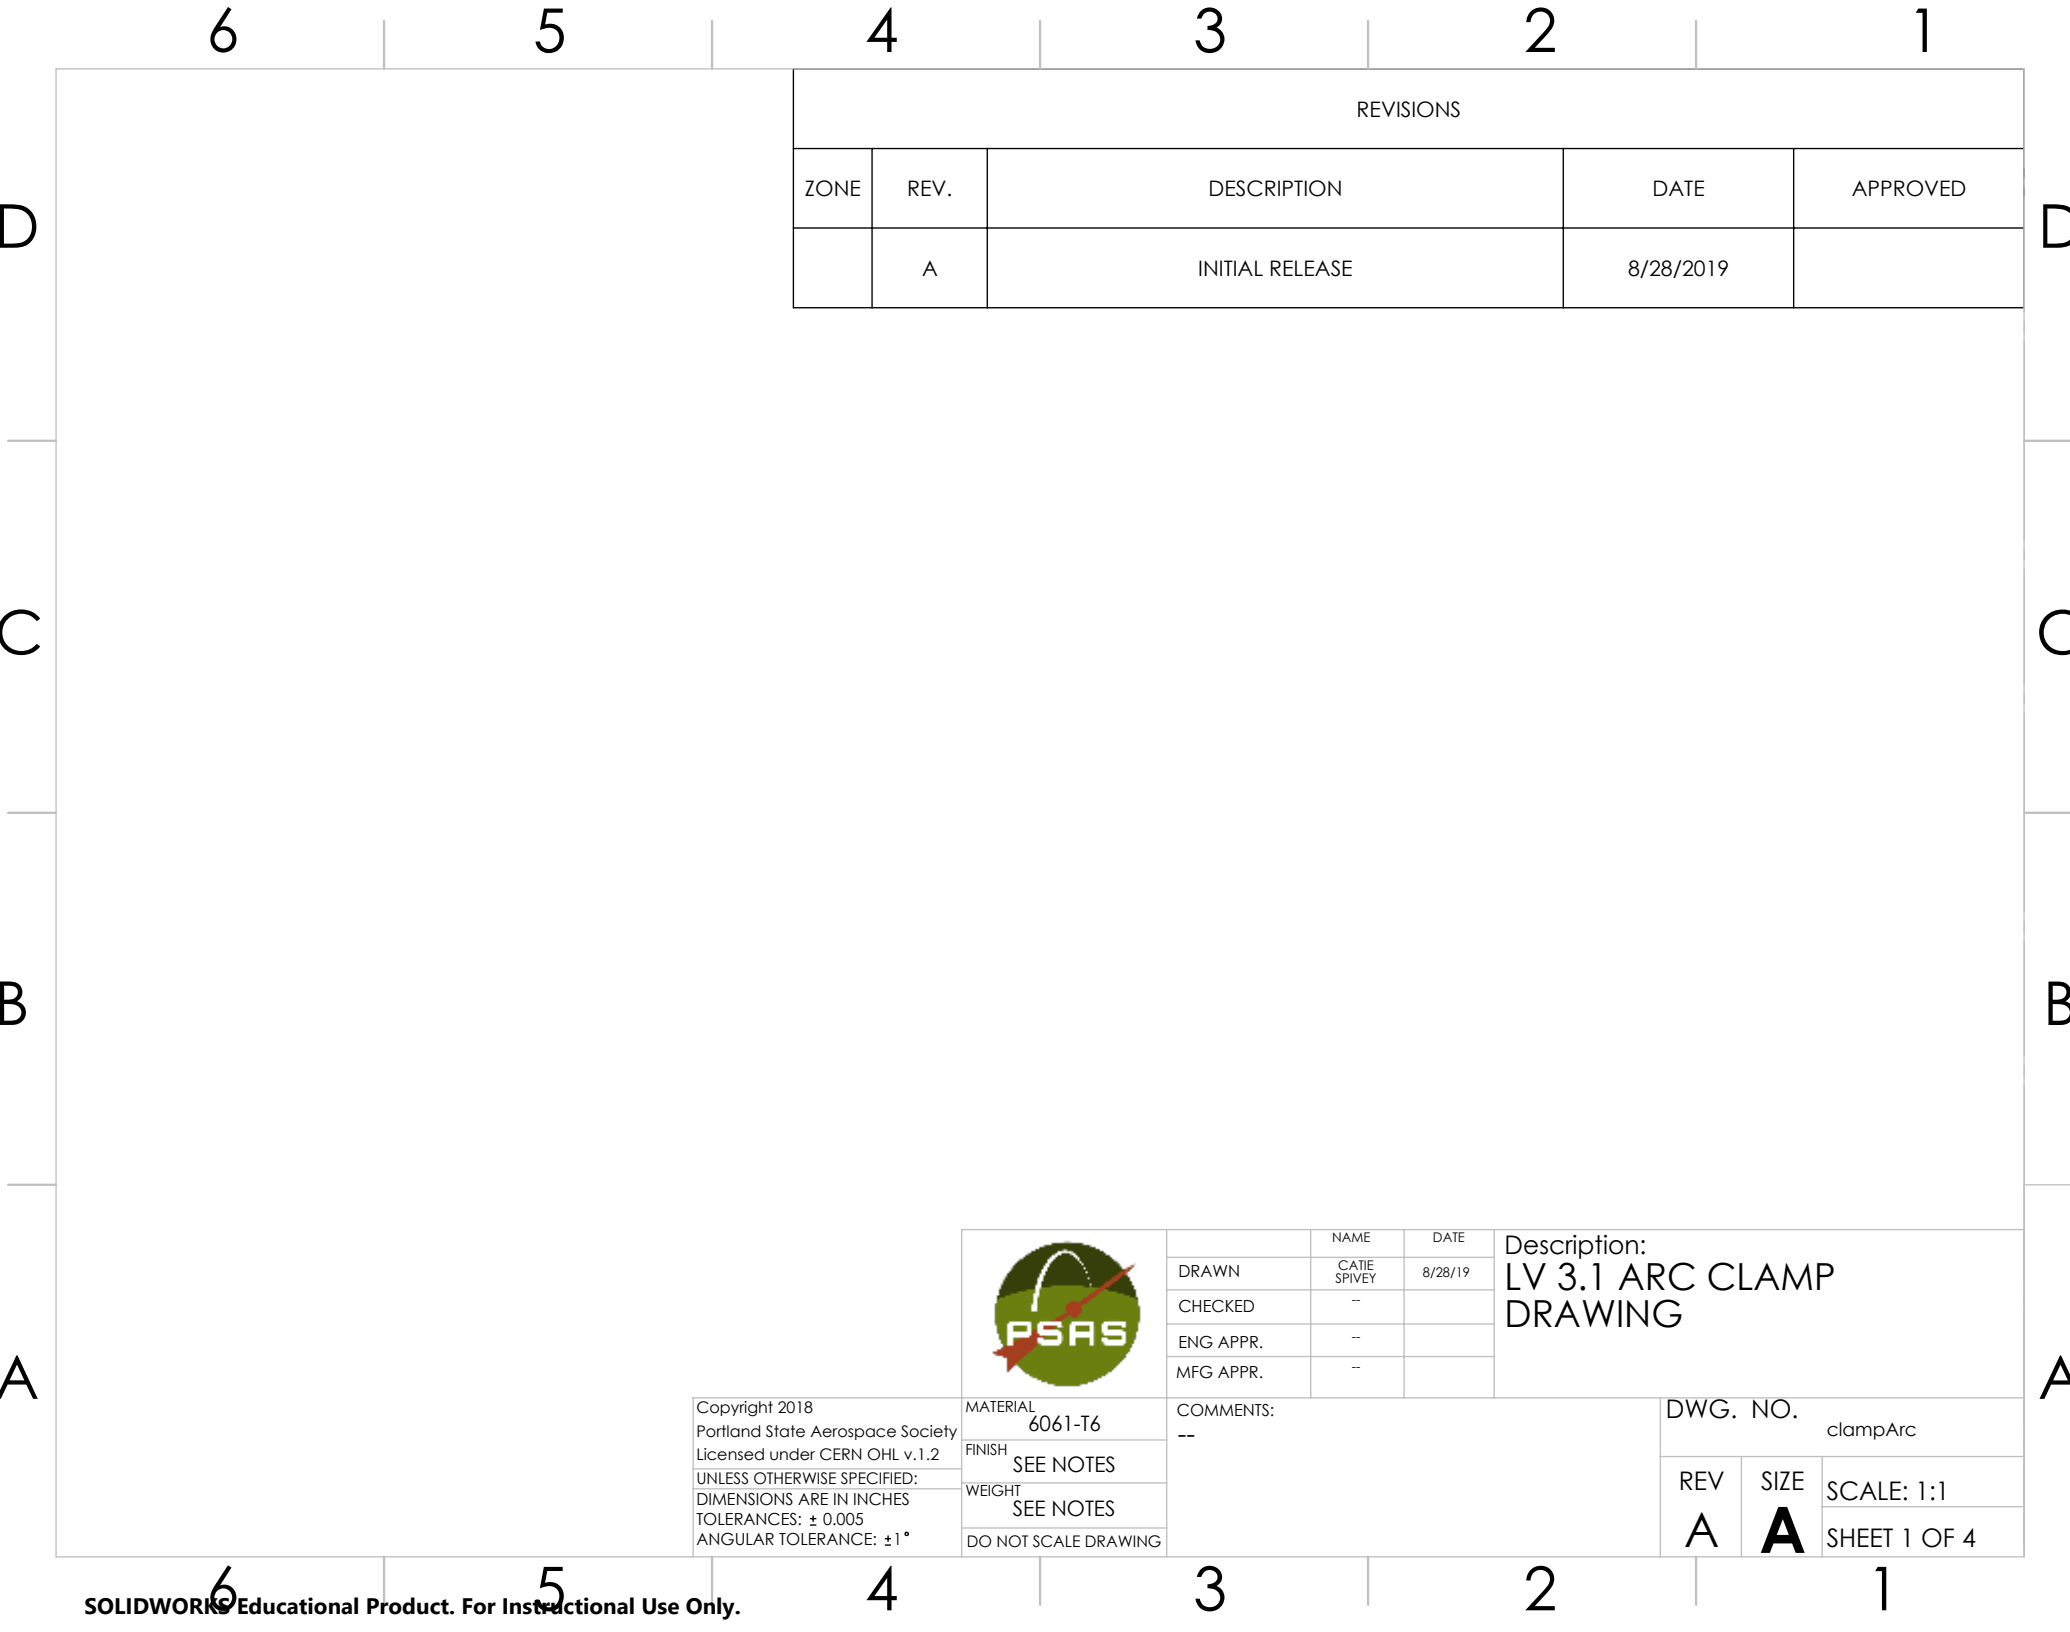 6 5 4 3 2 1
REVISIONS
ZONE REV. DESCRIPTION DATE APPROVED
D D
A INITIAL RELEASE 8/28/2019
C C
B B
NAME DATE
DRAWN CATIE SPIVEY 8/28/19
CHECKED --
ENG APPR. --
MFG APPR. --
Description:
LV 3.1 ARC CLAMP
DRAWING
PSAS
A A
Copyright 2018
Portland State Aerospace Society
Licensed under CERN OHL v.1.2
UNLESS OTHERWISE SPECIFIED:
DIMENSIONS ARE IN INCHES
TOLERANCES: ± 0.005
ANGULAR TOLERANCE: ±1°
MATERIAL
6061-T6
FINISH
SEE NOTES
WEIGHT
SEE NOTES
DO NOT SCALE DRAWING
COMMENTS:
--
DWG. NO.
clampArc
REV
A
SIZE
A
SCALE: 1:1
SHEET 1 OF 4
6 5 4 3 2 1
SOLIDWORKS Educational Product. For Instructional Use Only.